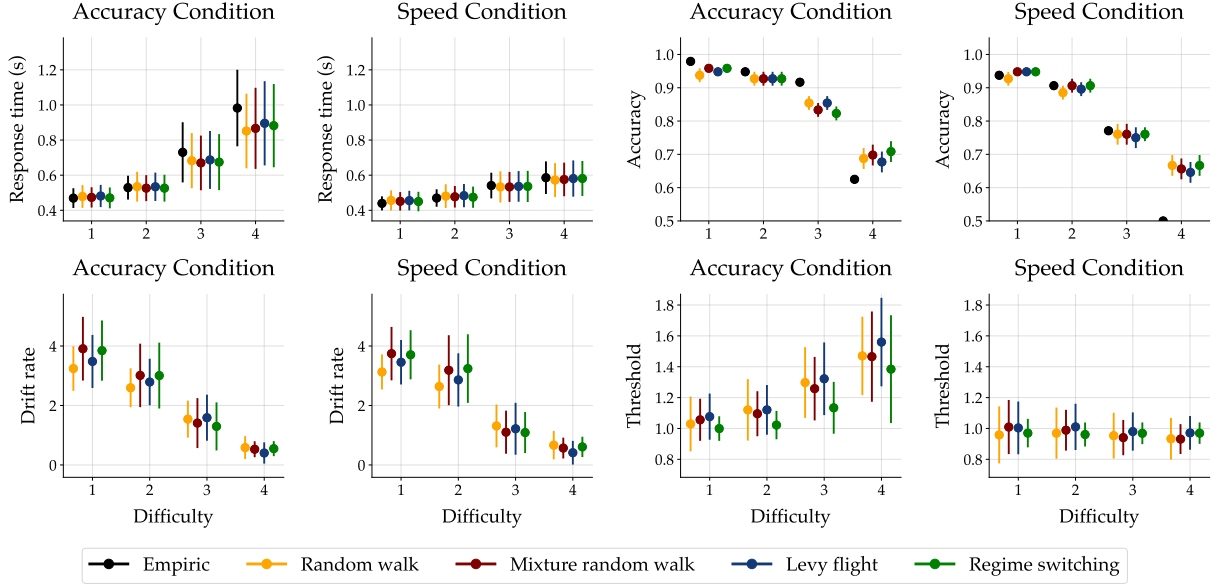 Accuracy Condition
Speed Condition
Accuracy Condition
Speed Condition
Response time (s)
1.2
1.0
0.8
0.6
0.4
1 2 3 4
Response time (s)
1.2
1.0
0.8
0.6
0.4
1 2 3 4
Accuracy
1.0
0.9
0.8
0.7
0.6
0.5
1 2 3 4
Accuracy
1.0
0.9
0.8
0.7
0.6
0.5
1 2 3 4
Accuracy Condition
Speed Condition
Accuracy Condition
Speed Condition
Drift rate
4
2
0
1 2 3 4
Difficulty
Drift rate
4
2
0
1 2 3 4
Difficulty
Threshold
1.8
1.6
1.4
1.2
1.0
0.8
1 2 3 4
Difficulty
Threshold
1.8
1.6
1.4
1.2
1.0
0.8
1 2 3 4
Difficulty
Empiric Random walk Mixture random walk Levy flight Regime switching